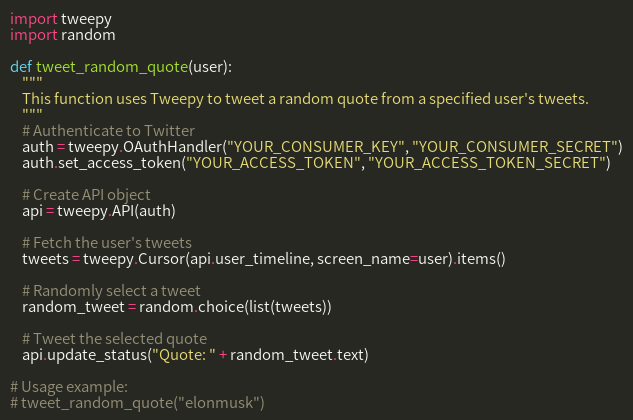 import tweepy
import random
def tweet_random_quote(user):
"""
This function uses Tweepy to tweet a random quote from a specified user's tweets.
"""
# Authenticate to Twitter
auth = tweepy.OAuthHandler("YOUR_CONSUMER_KEY", "YOUR_CONSUMER_SECRET")
auth.set_access_token("YOUR_ACCESS_TOKEN", "YOUR_ACCESS_TOKEN_SECRET")
# Create API object
api = tweepy.API(auth)
# Fetch the user's tweets
tweets = tweepy.Cursor(api.user_timeline, screen_name=user).items()
# Randomly select a tweet
random_tweet = random.choice(list(tweets))
# Tweet the selected quote
api.update_status("Quote: " + random_tweet.text)
# Usage example:
# tweet_random_quote("elonmusk")